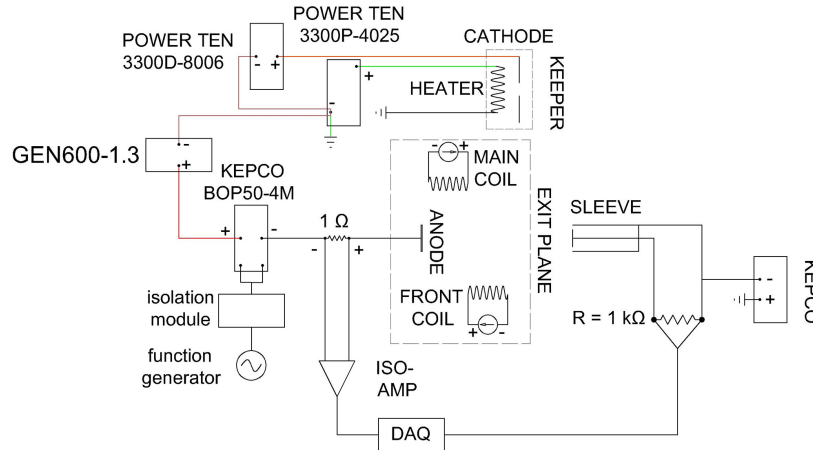 POWER TEN
3300P-4025
POWER TEN
3300D-8006
- +
+
-
CATHODE
HEATER
KEEPER
GEN600-1.3
-
+
KEPCO
BOP50-4M
+ -
1 Ω
- +
- +
MAIN
COIL
ANODE
EXIT PLANE
SLEEVE
FRONT
COIL
+ -
R = 1 kΩ
-
+
KEPCO
isolation
module
function
generator
ISO-
AMP
DAQ